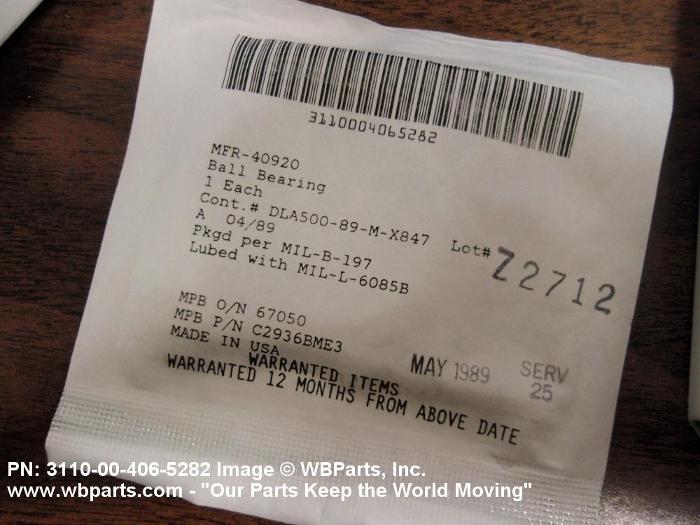 3110004065282
MFR-40920
Ball Bearing
1 Each
Cont.# DLA500-89-M-X847 Lot# Z2712
A 04/89
Pkgd per MIL-B-197
Lubed with MIL-L-6085B
MPB O/N 67050
MPB P/N C2936BME3
MADE IN USA
MAY 1989 SERV 25
WARRANTED ITEMS
WARRANTED 12 MONTHS FROM ABOVE DATE
PN: 3110-00-406-5282 Image © WBParts, Inc.
www.wbparts.com - "Our Parts Keep the World Moving"